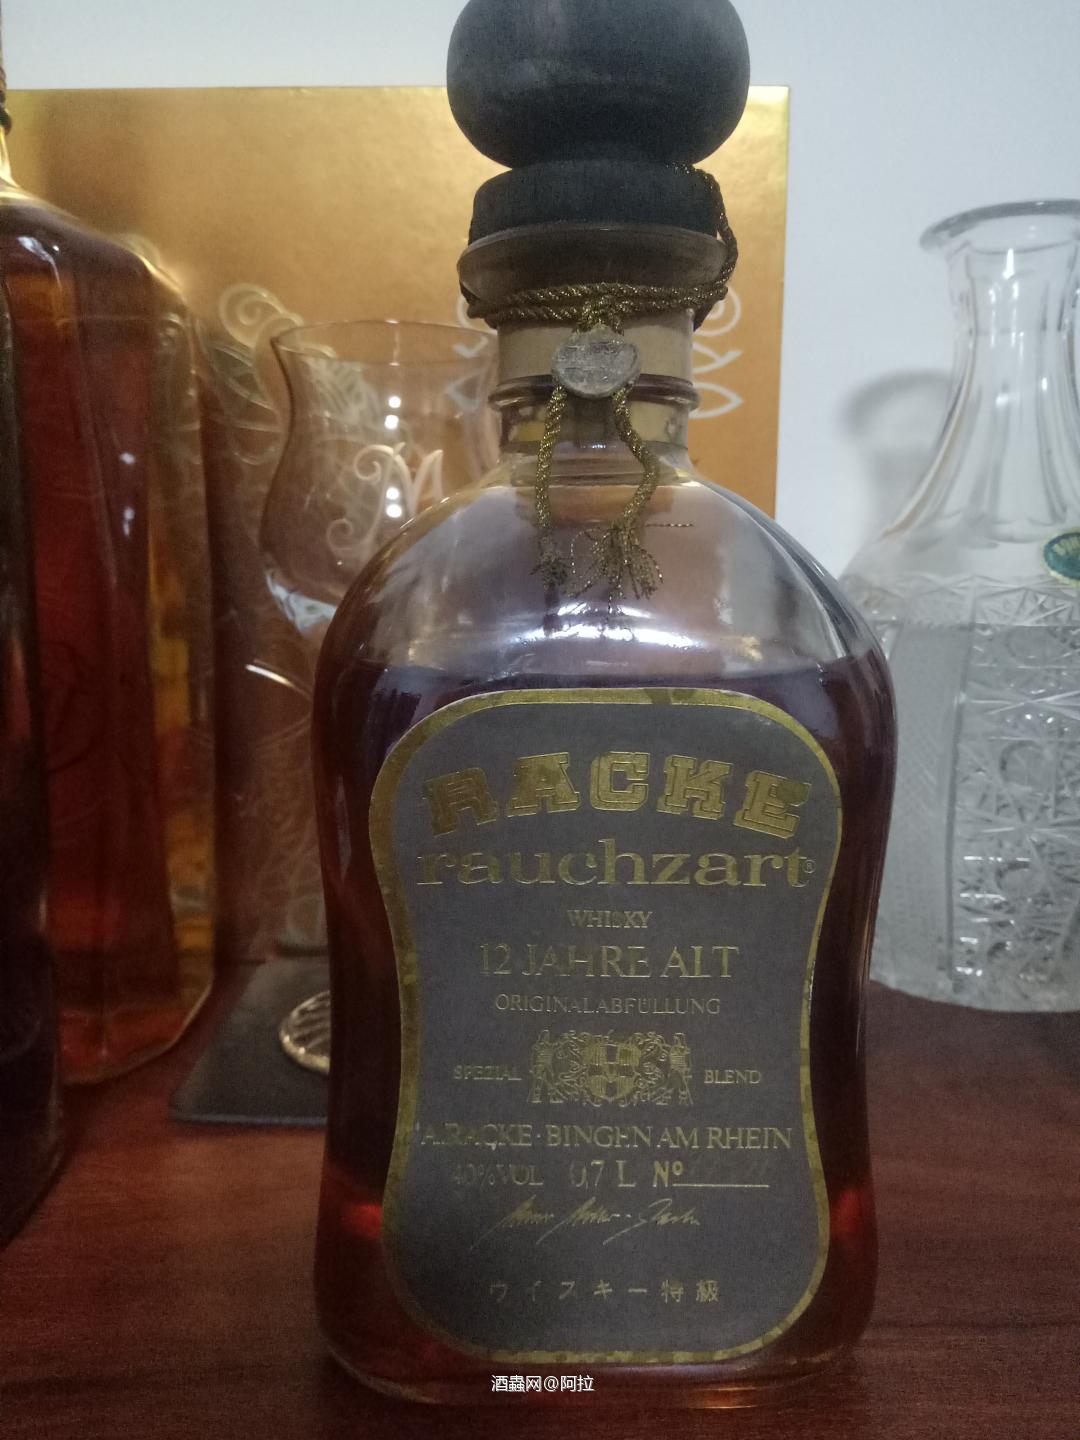 RACKE
rauchzart®
WHISKY
12 JAHRE ALT
ORIGINALABFÜLLUNG
SPEZIAL BLEND
A.RACKE·BINGEN AM RHEIN
40%VOL 0,7 L Nº
ウイスキー特級
酒蟲网@阿拉